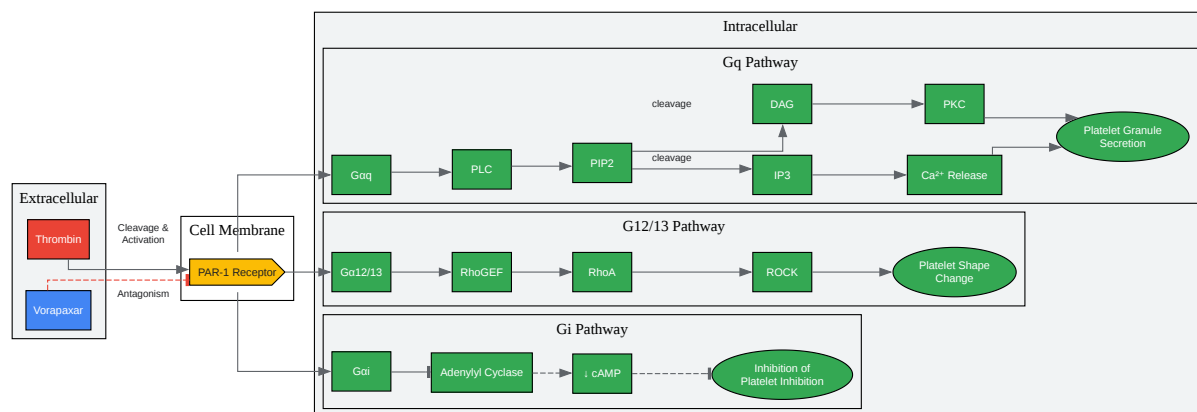 Intracellular
Gq Pathway
cleavage
DAG
PKC
Platelet Granule
Secretion
Gαq
PLC
PIP2
cleavage
IP3
Ca²⁺ Release
Extracellular
Thrombin
Vorapaxar
Cleavage &
Activation
Antagonism
Cell Membrane
PAR-1 Receptor
G12/13 Pathway
Gα12/13
RhoGEF
RhoA
ROCK
Platelet Shape
Change
Gi Pathway
Gαi
Adenylyl Cyclase
↓ cAMP
Inhibition of
Platelet Inhibition